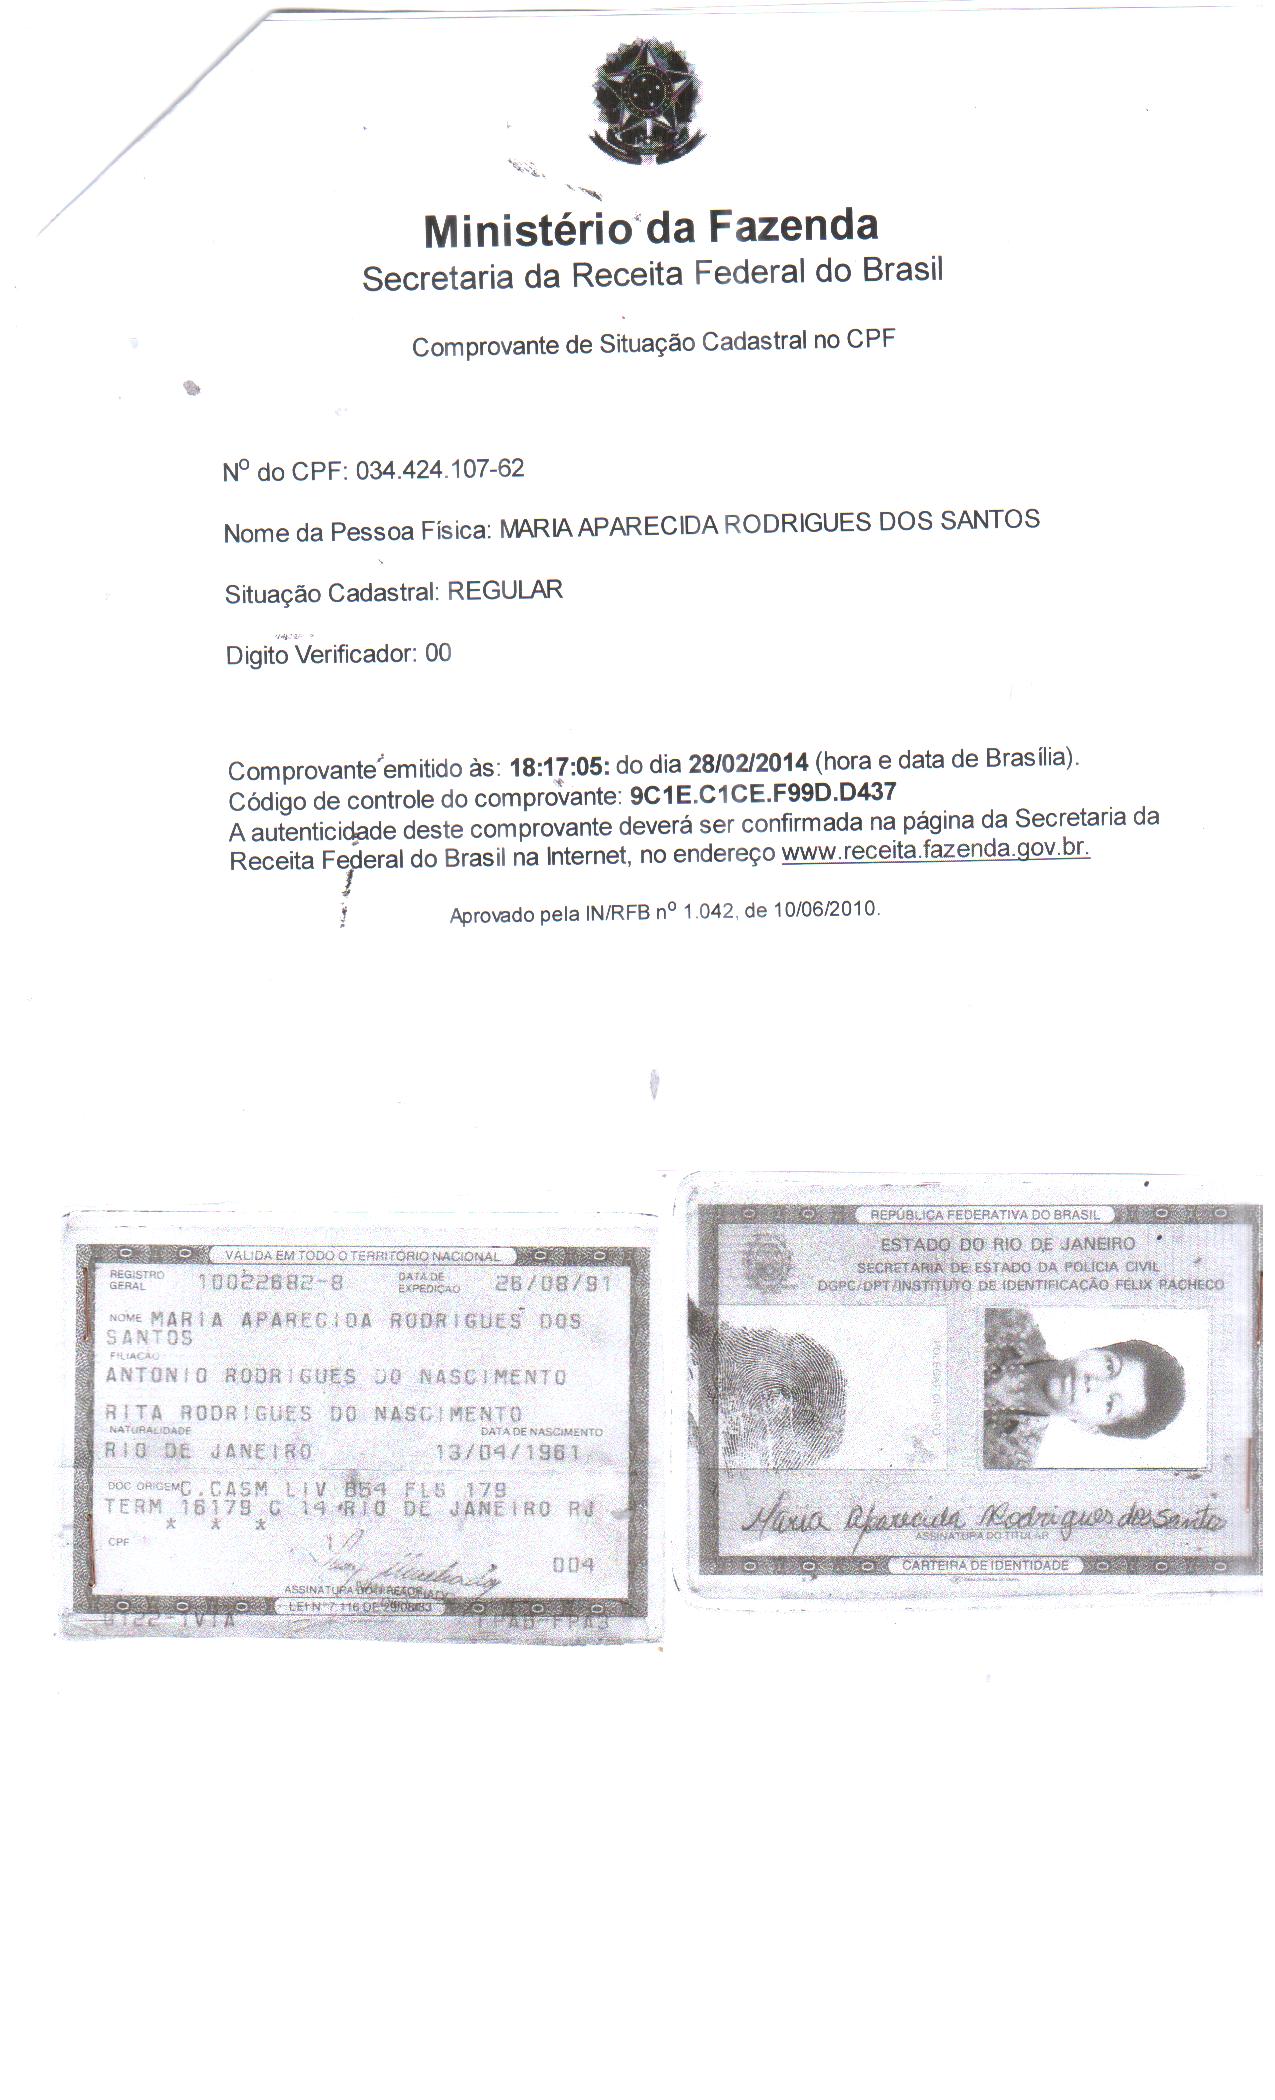 Ministério da Fazenda
Secretaria da Receita Federal do Brasil
Comprovante de Situação Cadastral no CPF
Nº do CPF: 034.424.107-62
Nome da Pessoa Física: MARIA APARECIDA RODRIGUES DOS SANTOS
Situação Cadastral: REGULAR
Digito Verificador: 00
Comprovante emitido às: 18:17:05: do dia 28/02/2014 (hora e data de Brasília).
Código de controle do comprovante: 9C1E.C1CE.F99D.D437
A autenticidade deste comprovante deverá ser confirmada na página da Secretaria da
Receita Federal do Brasil na Internet, no endereço www.receita.fazenda.gov.br.
Aprovado pela IN/RFB nº 1.042, de 10/06/2010.
VÁLIDA EM TODO O TERRITÓRIO NACIONAL
REGISTRO GERAL 10022682-8 DATA DE EXPEDIÇÃO 26/08/91
NOME MARIA APARECIDA RODRIGUES DOS
SANTOS
FILIAÇÃO
ANTONIO RODRIGUES DO NASCIMENTO
RITA RODRIGUES DO NASCIMENTO
NATURALIDADE DATA DE NASCIMENTO
RIO DE JANEIRO 13/04/1961
DOC ORIGEM C.CASM LIV 854 FLS 179
TERM 16179 C 14 RIO DE JANEIRO RJ
* * *
CPF
004
ASSINATURA DO DIRETOR
LEI Nº 7.116 DE 29/08/83
REPÚBLICA FEDERATIVA DO BRASIL
ESTADO DO RIO DE JANEIRO
SECRETARIA DE ESTADO DA POLÍCIA CIVIL
DGPC/DPT/INSTITUTO DE IDENTIFICAÇÃO FÉLIX PACHECO
POLEGAR DIREITO
Maria Aparecida Rodrigues dos Santos
ASSINATURA DO TITULAR
CARTEIRA DE IDENTIDADE